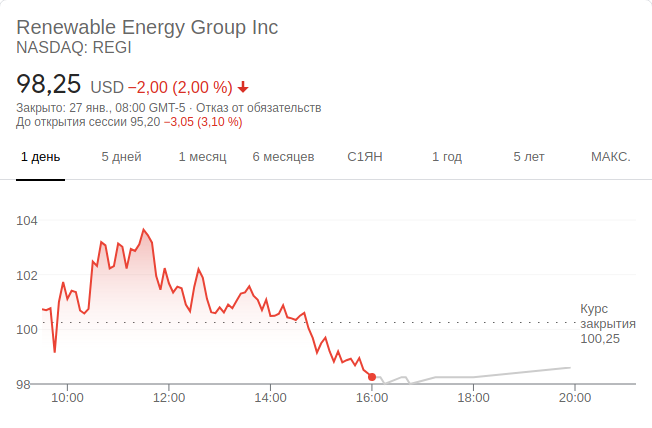 Renewable Energy Group Inc
NASDAQ: REGI
98,25 USD −2,00 (2,00 %)
Закрыто: 27 янв., 08:00 GMT-5 · Отказ от обязательств
До открытия сессии 95,20 −3,05 (3,10 %)
1 день 5 дней 1 месяц 6 месяцев С1ЯН 1 год 5 лет МАКС.
104
102
100
98
Курс
закрытия
100,25
10:00 12:00 14:00 16:00 18:00 20:00